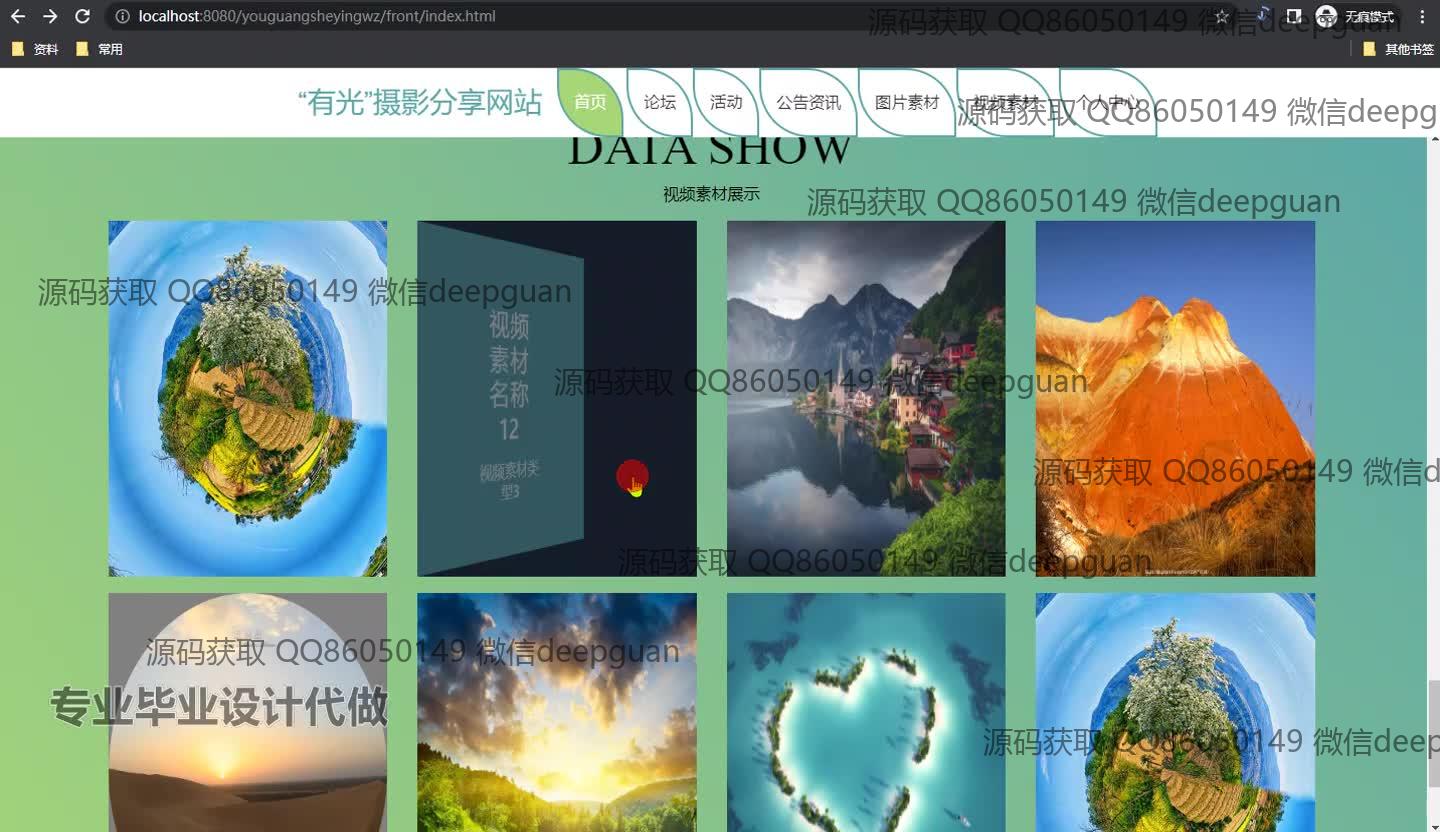 localhost:8080/youguangsheyingwz/front/index.html
无痕模式
资料
常用
其他书签
源码获取 QQ86050149 微信deepguan
“有光”摄影分享网站
首页
论坛
活动
公告资讯
图片素材
视频素材
个人中心
源码获取 QQ86050149 微信deepg
DATA SHOW
视频素材展示
源码获取 QQ86050149 微信deepguan
源码获取 QQ86050149 微信deepguan
视频
素材
名称
12
源码获取 QQ86050149 微信deepguan
视频素材类
型3
源码获取 QQ86050149 微信d
源码获取 QQ86050149 微信deepguan
源码获取 QQ86050149 微信deepguan
专业毕业设计代做
源码获取 QQ86050149 微信deep